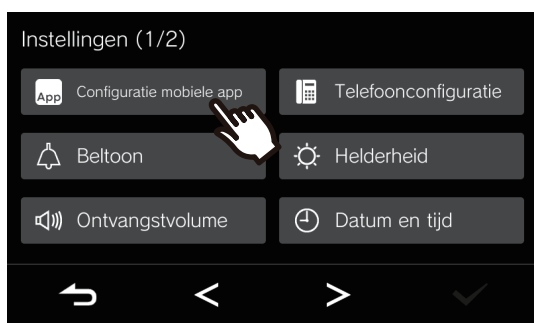 Instellingen (1/2)
App Configuratie mobiele app
Telefoonconfiguratie
Beltoon
Helderheid
Ontvangstvolume
Datum en tijd